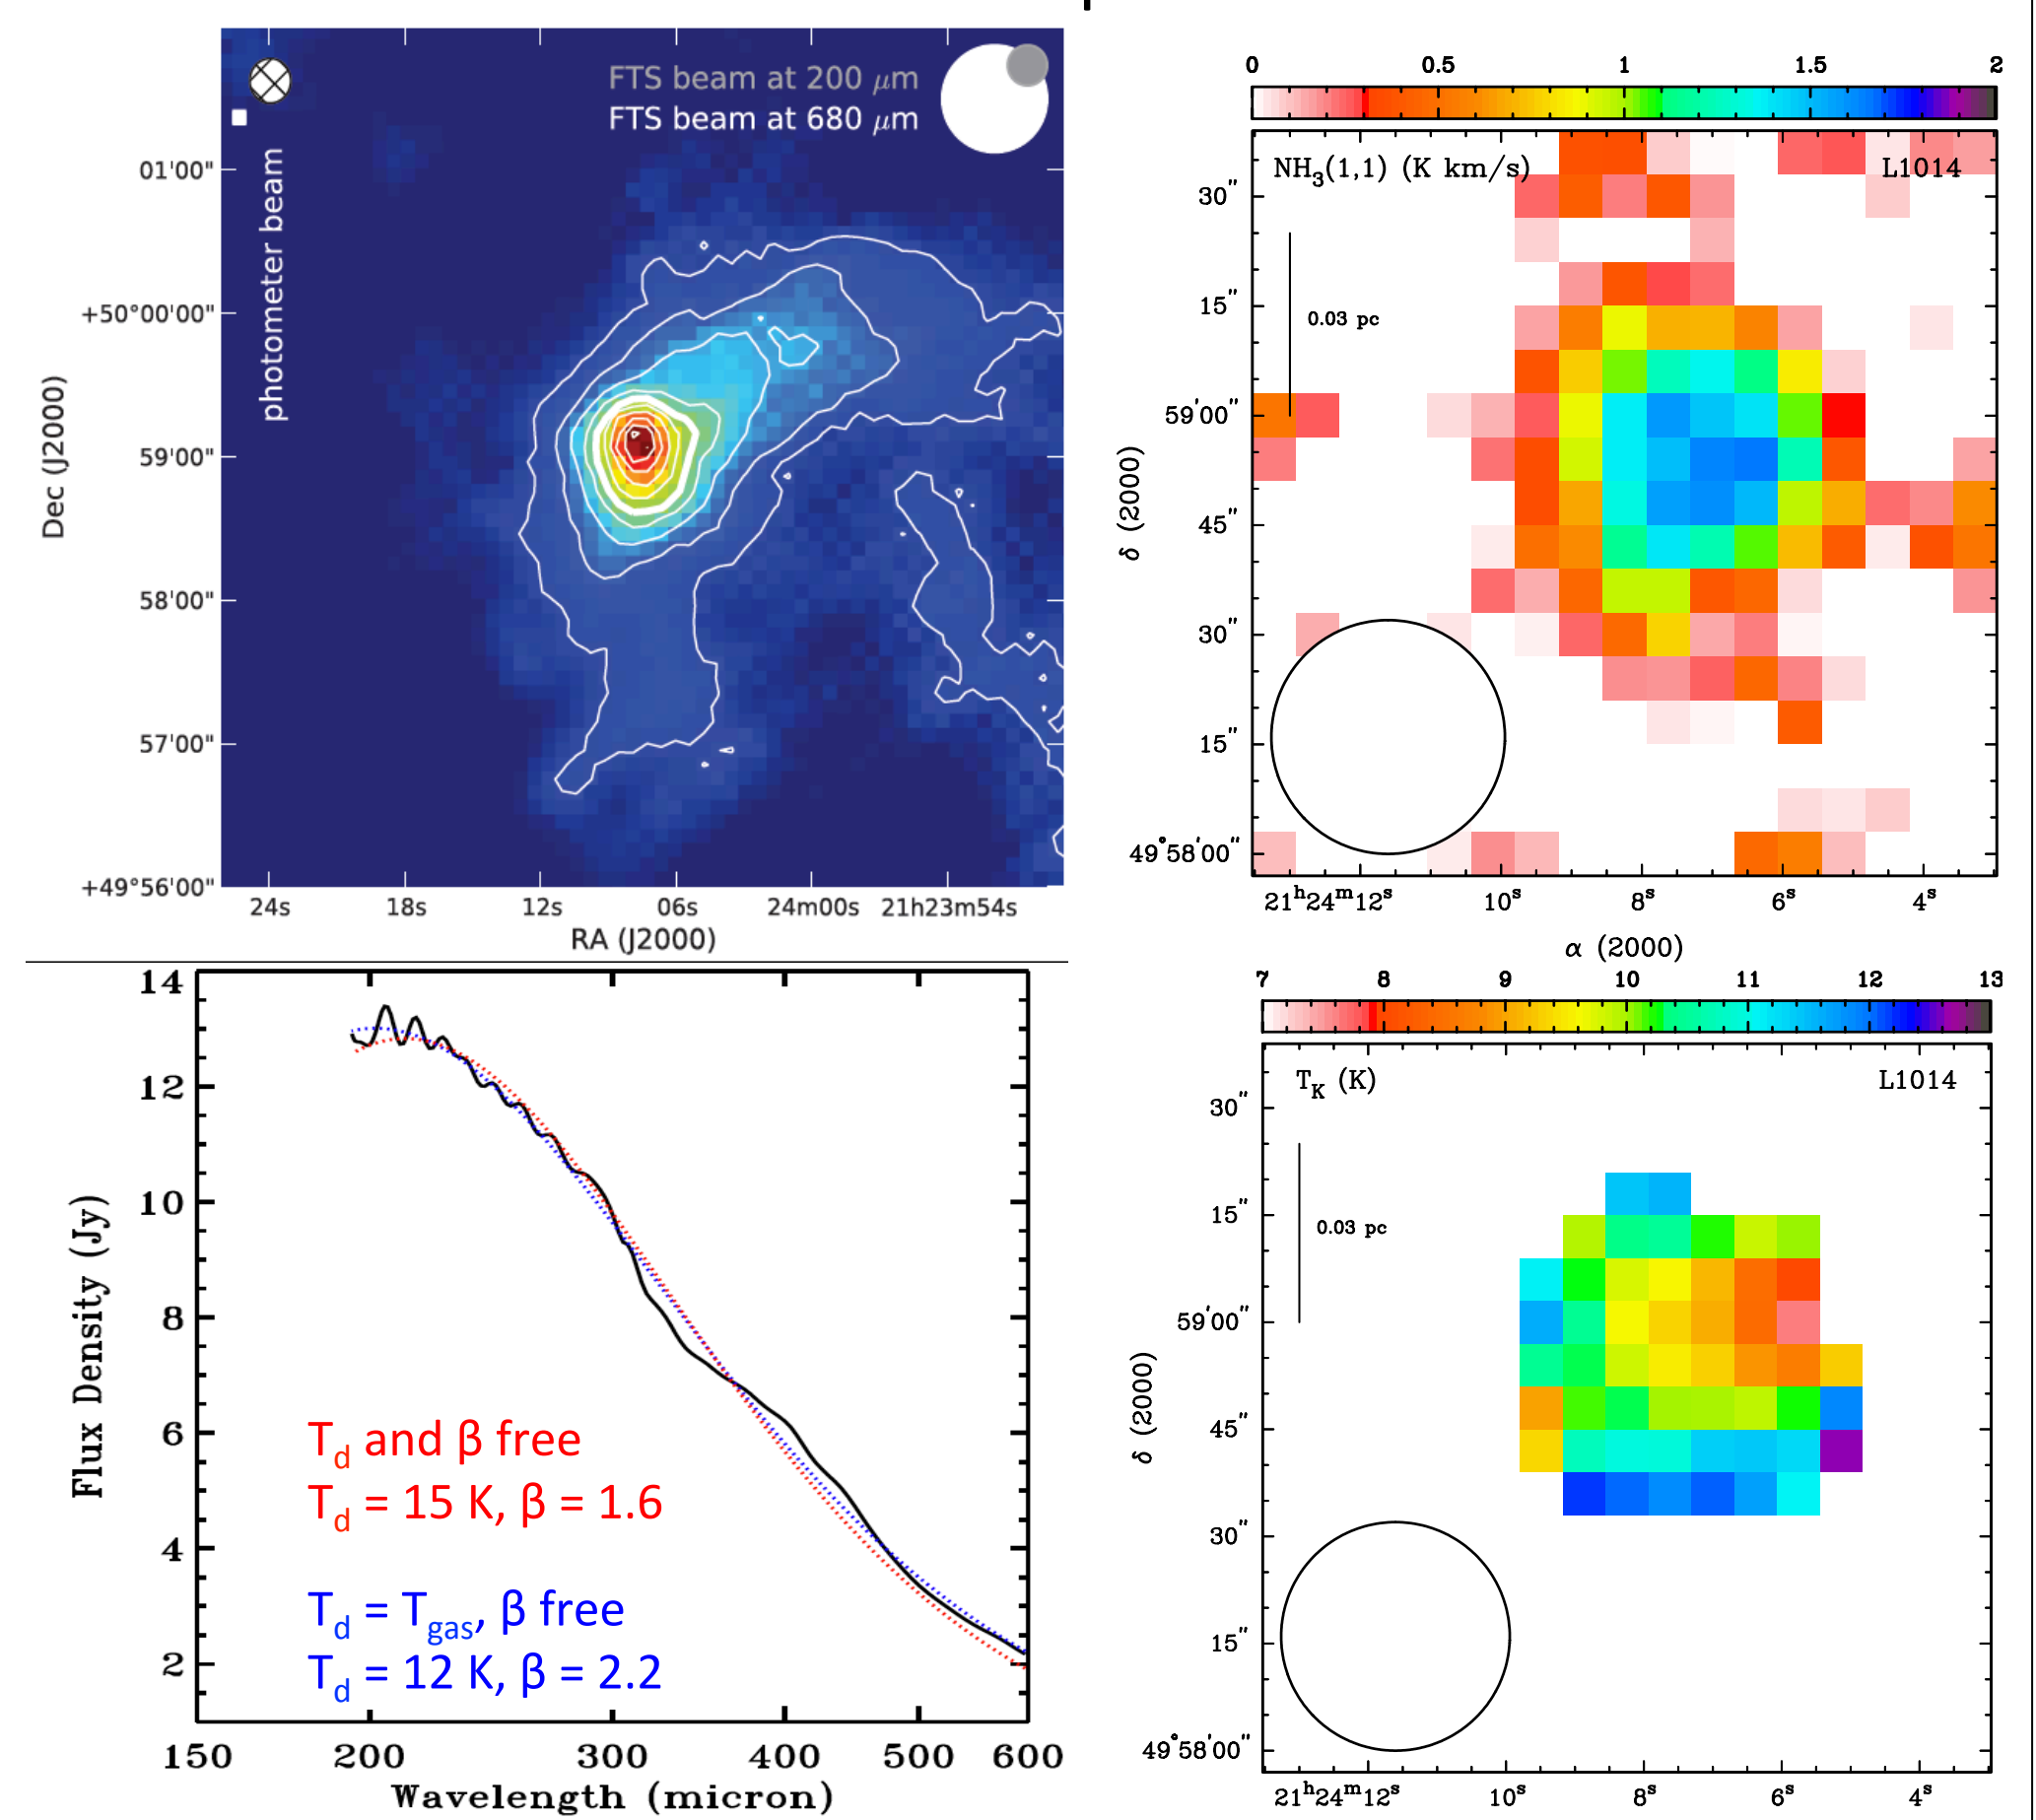 FTS beam at 200 μm
FTS beam at 680 μm
photometer beam
01'00"
+50°00'00"
59'00"
58'00"
57'00"
+49°56'00"
Dec (J2000)
24s 18s 12s 06s 24m00s 21h23m54s
RA (J2000)
0 0.5 1 1.5 2
NH3(1,1) (K km/s) L1014
0.03 pc
30"
15"
59'00"
45"
30"
15"
49°58'00"
δ (2000)
21h24m12s 10s 8s 6s 4s
α (2000)
14
12
10
8
6
4
2
Flux Density (Jy)
Td and β free
Td = 15 K, β = 1.6
Td = Tgas, β free
Td = 12 K, β = 2.2
150 200 300 400 500 600
Wavelength (micron)
7 8 9 10 11 12 13
TK (K) L1014
0.03 pc
30"
15"
59'00"
45"
30"
15"
49°58'00"
δ (2000)
21h24m12s 10s 8s 6s 4s